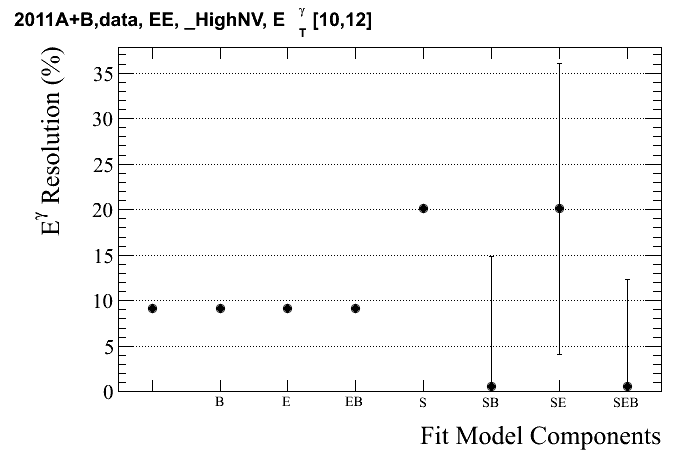 2011A+B,data, EE, _HighNV, E γ T [10,12]
E γ Resolution (%)
35
30
25
20
15
10
5
0
B E EB S SB SE SEB
Fit Model Components